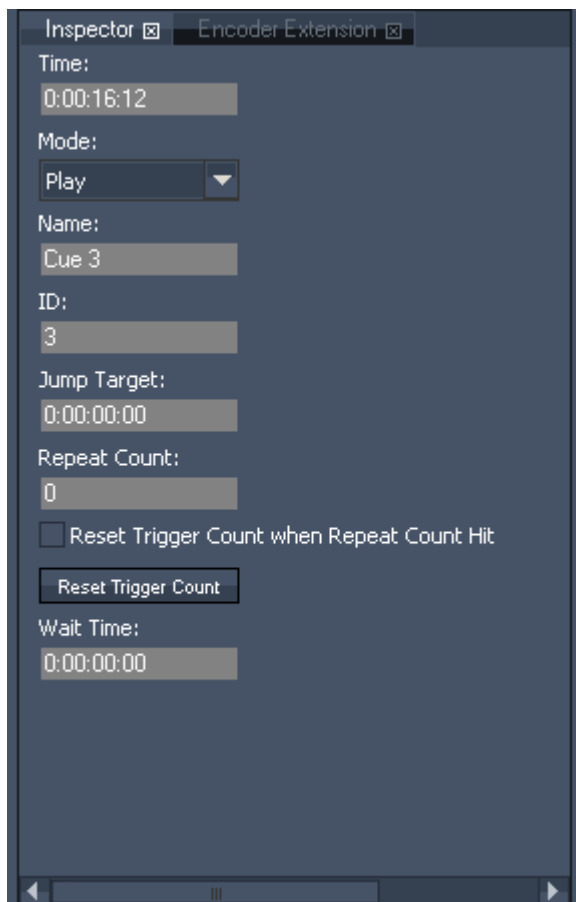 Inspector Encoder Extension
Time:
0:00:16:12
Mode:
Play
Name:
Cue 3
ID:
3
Jump Target:
0:00:00:00
Repeat Count:
0
Reset Trigger Count when Repeat Count Hit
Reset Trigger Count
Wait Time:
0:00:00:00